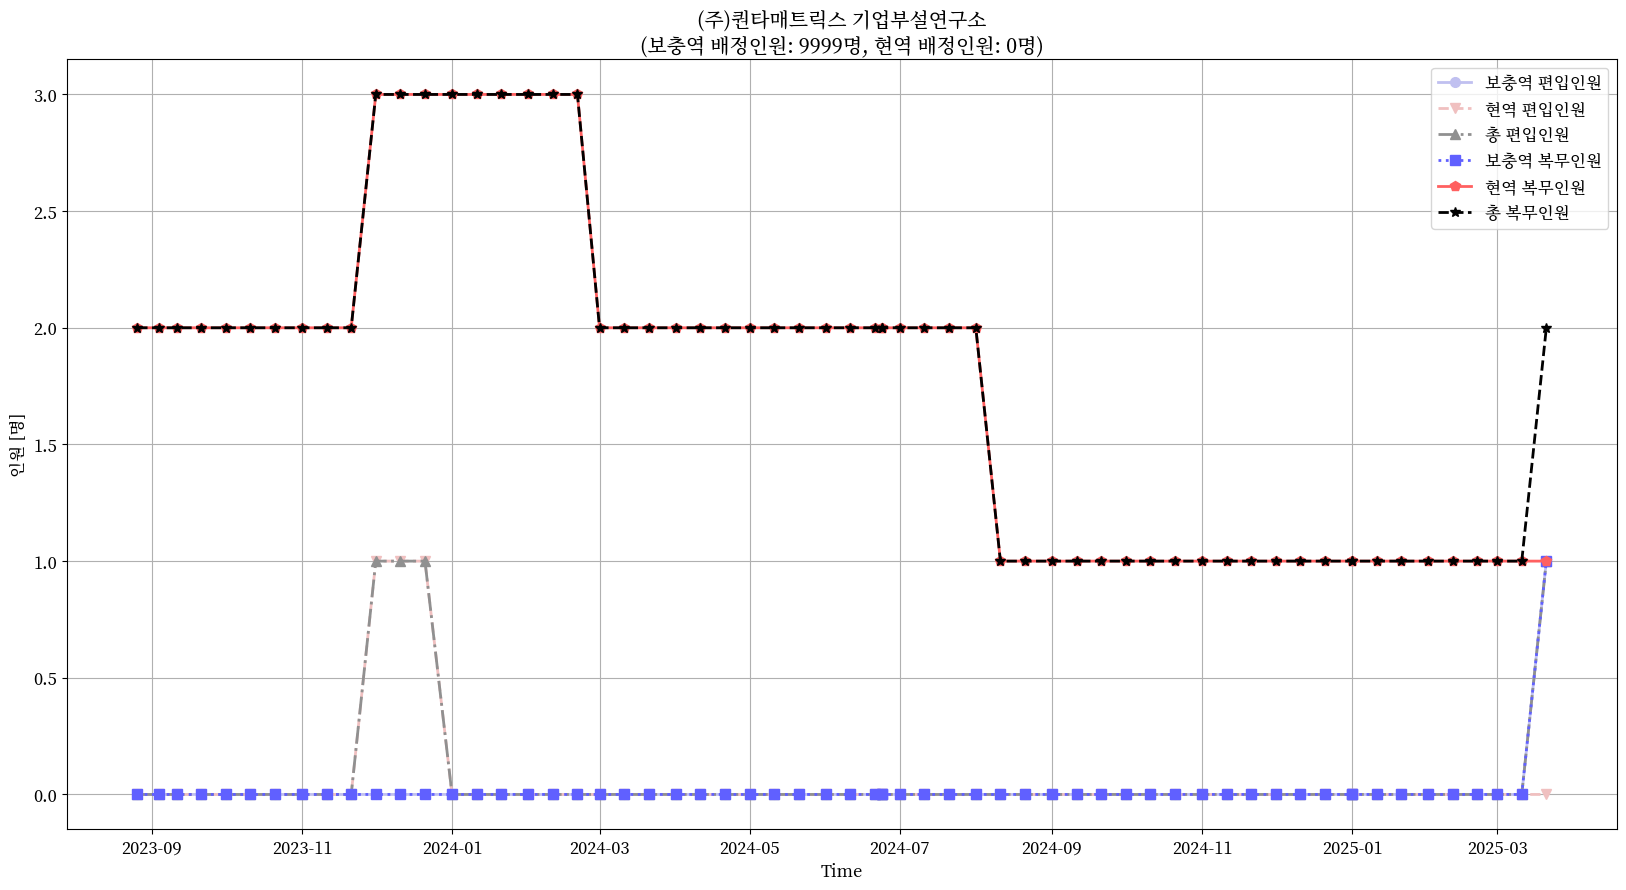 (주)퀀타매트릭스 기업부설연구소
(보충역 배정인원: 9999명, 현역 배정인원: 0명)
보충역 편입인원
현역 편입인원
총 편입인원
보충역 복무인원
현역 복무인원
총 복무인원
인원 [명]
3.0
2.5
2.0
1.5
1.0
0.5
0.0
2023-09
2023-11
2024-01
2024-03
2024-05
2024-07
2024-09
2024-11
2025-01
2025-03
Time